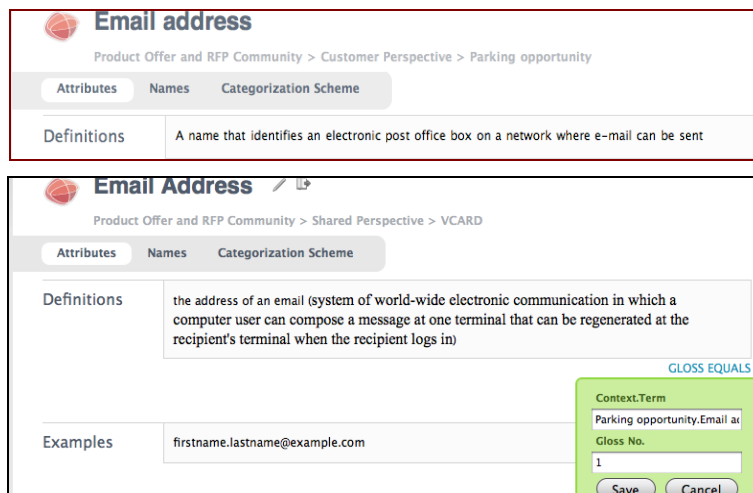 Email address
Product Offer and RFP Community > Customer Perspective > Parking opportunity
Attributes Names Categorization Scheme
Definitions A name that identifies an electronic post office box on a network where e-mail can be sent
Email Address
Product Offer and RFP Community > Shared Perspective > VCARD
Attributes Names Categorization Scheme
Definitions the address of an email (system of world-wide electronic communication in which a
computer user can compose a message at one terminal that can be regenerated at the
recipient's terminal when the recipient logs in)
GLOSS EQUALS
Context.Term
Parking opportunity.Email
Gloss No.
Examples firstname.lastname@example.com
1
Save Cancel